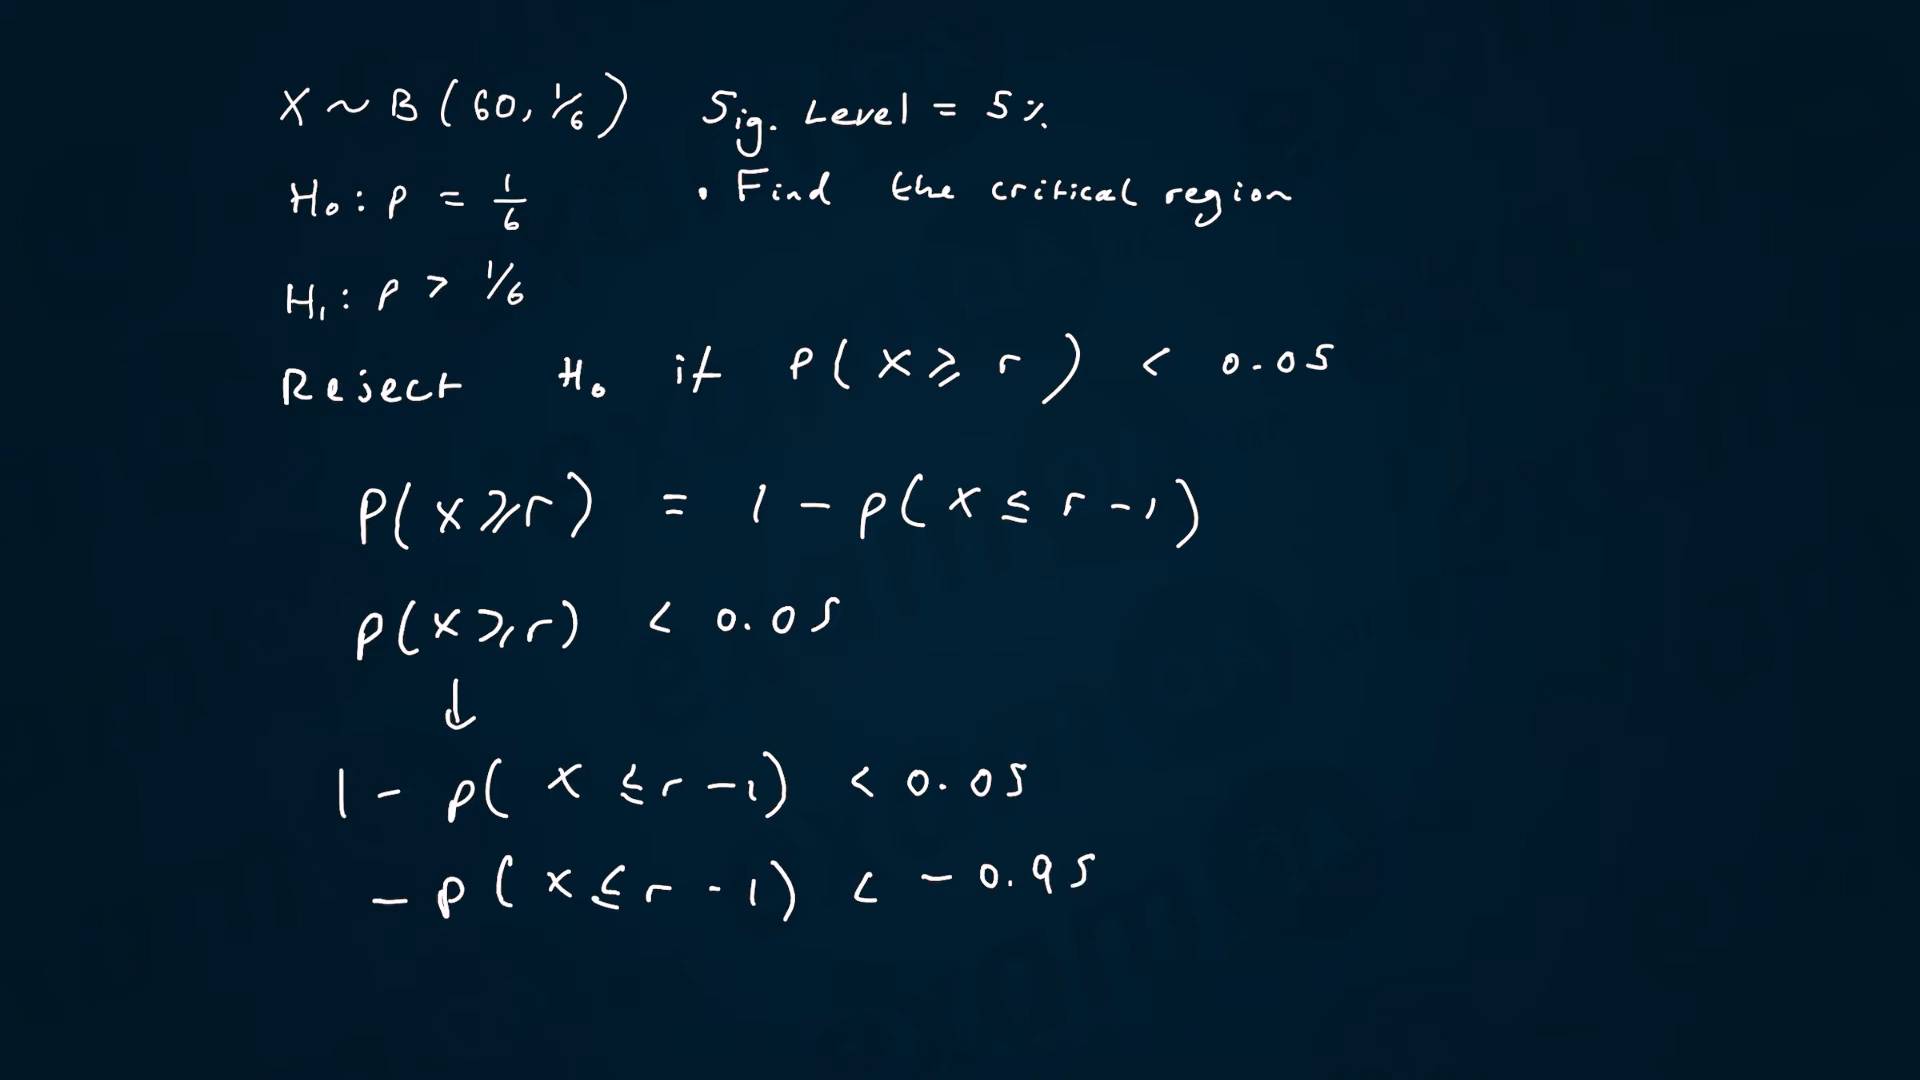 X ~ B ( 60, 1/6 ) Sig. Level = 5%
H₀ : p = 1/6 • Find the critical region
H₁ : p > 1/6
Reject H₀ if P( X ⩾ r ) < 0.05
P( x ⩾ r ) = 1 - p( x ≤ r - 1 )
p( x ⩾ r ) < 0.05
↓
1 - p( x ≤ r - 1 ) < 0.05
- p ( x ≤ r - 1 ) < - 0.95